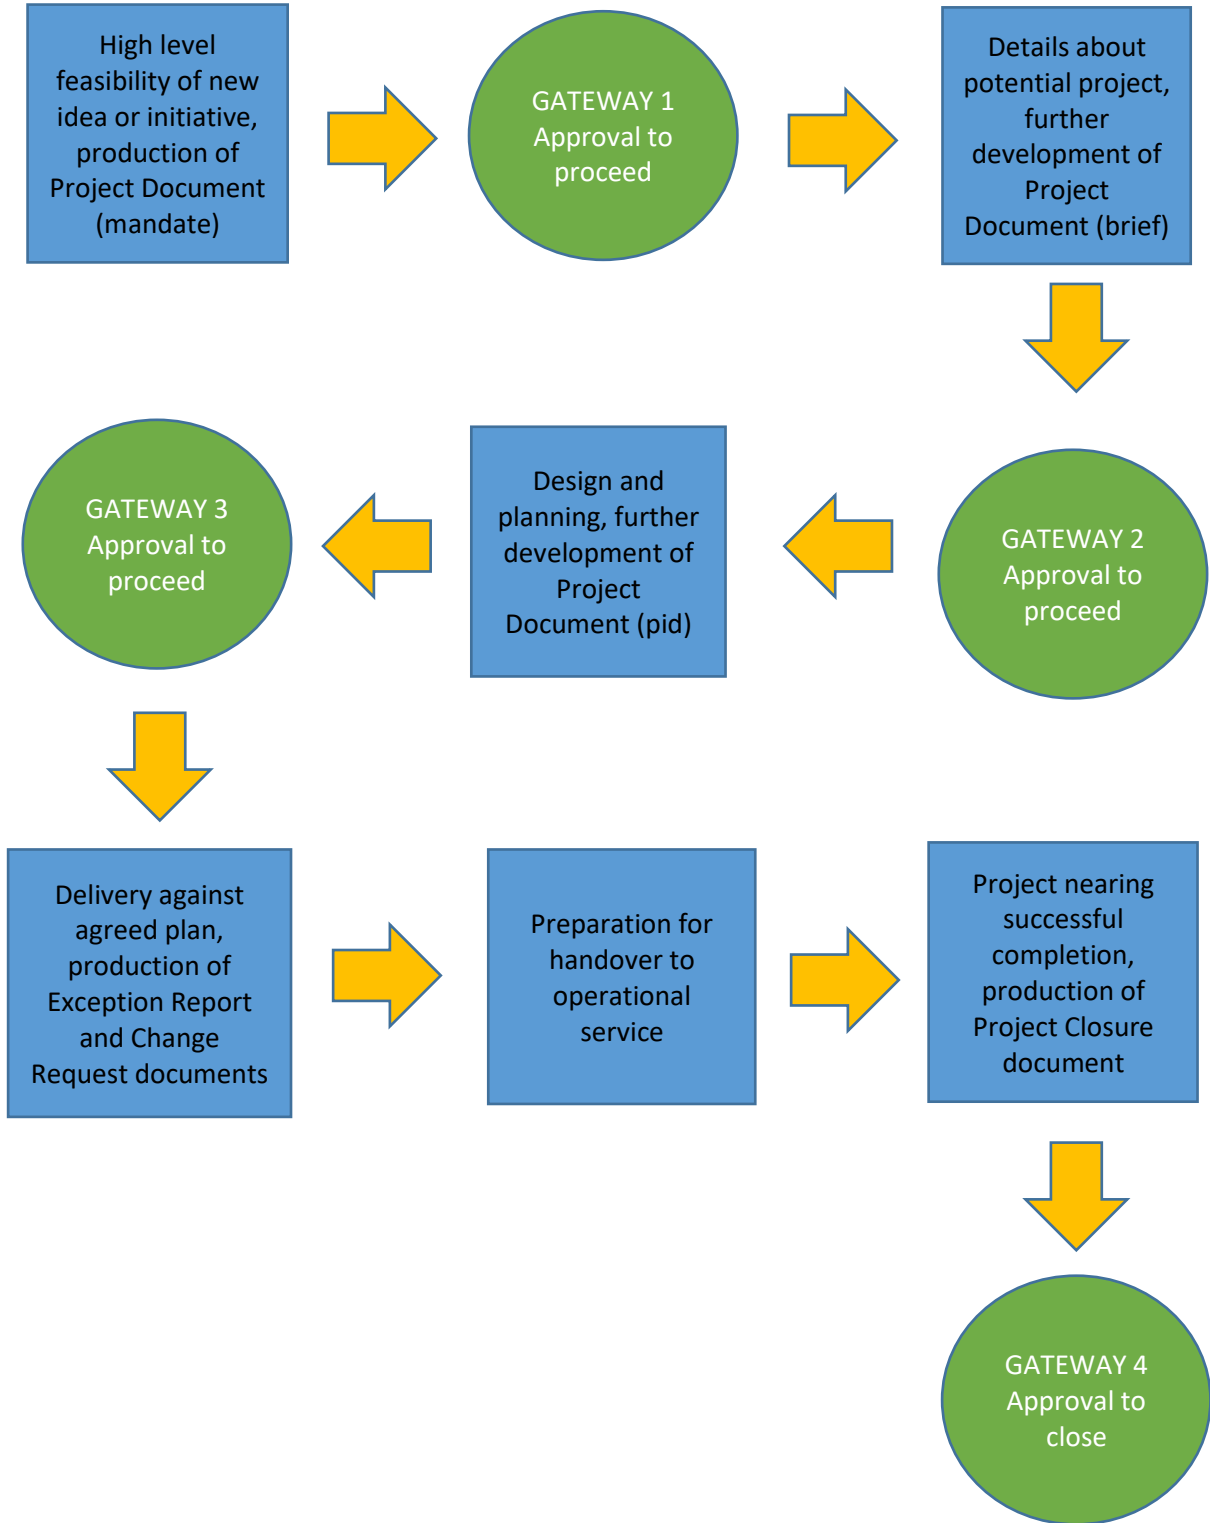 High level
feasibility of new
idea or initiative,
production of
Project Document
(mandate)
GATEWAY 1
Approval to
proceed
Details about
potential project,
further
development of
Project
Document (brief)
GATEWAY 2
Approval to
proceed
Design and
planning, further
development of
Project
Document (pid)
GATEWAY 3
Approval to
proceed
Delivery against
agreed plan,
production of
Exception Report
and Change
Request documents
Preparation for
handover to
operational
service
Project nearing
successful
completion,
production of
Project Closure
document
GATEWAY 4
Approval to
close